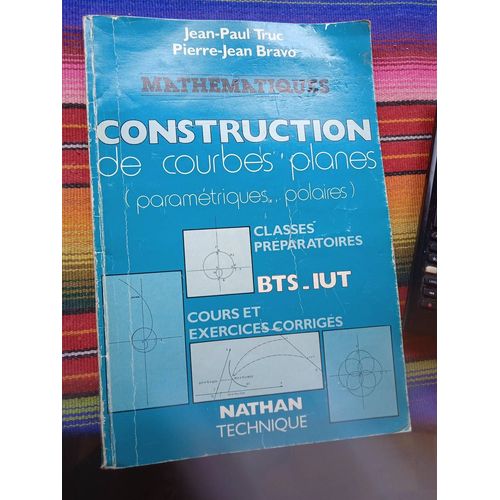 Jean-Paul Truc
Pierre-Jean Bravo
MATHEMATIQUES
CONSTRUCTION
de courbes planes
(paramétriques.. polaires)
CLASSES
PRÉPARATOIRES
BTS-IUT
COURS ET
EXERCICES CORRIGÉS
NATHAN
TECHNIQUE